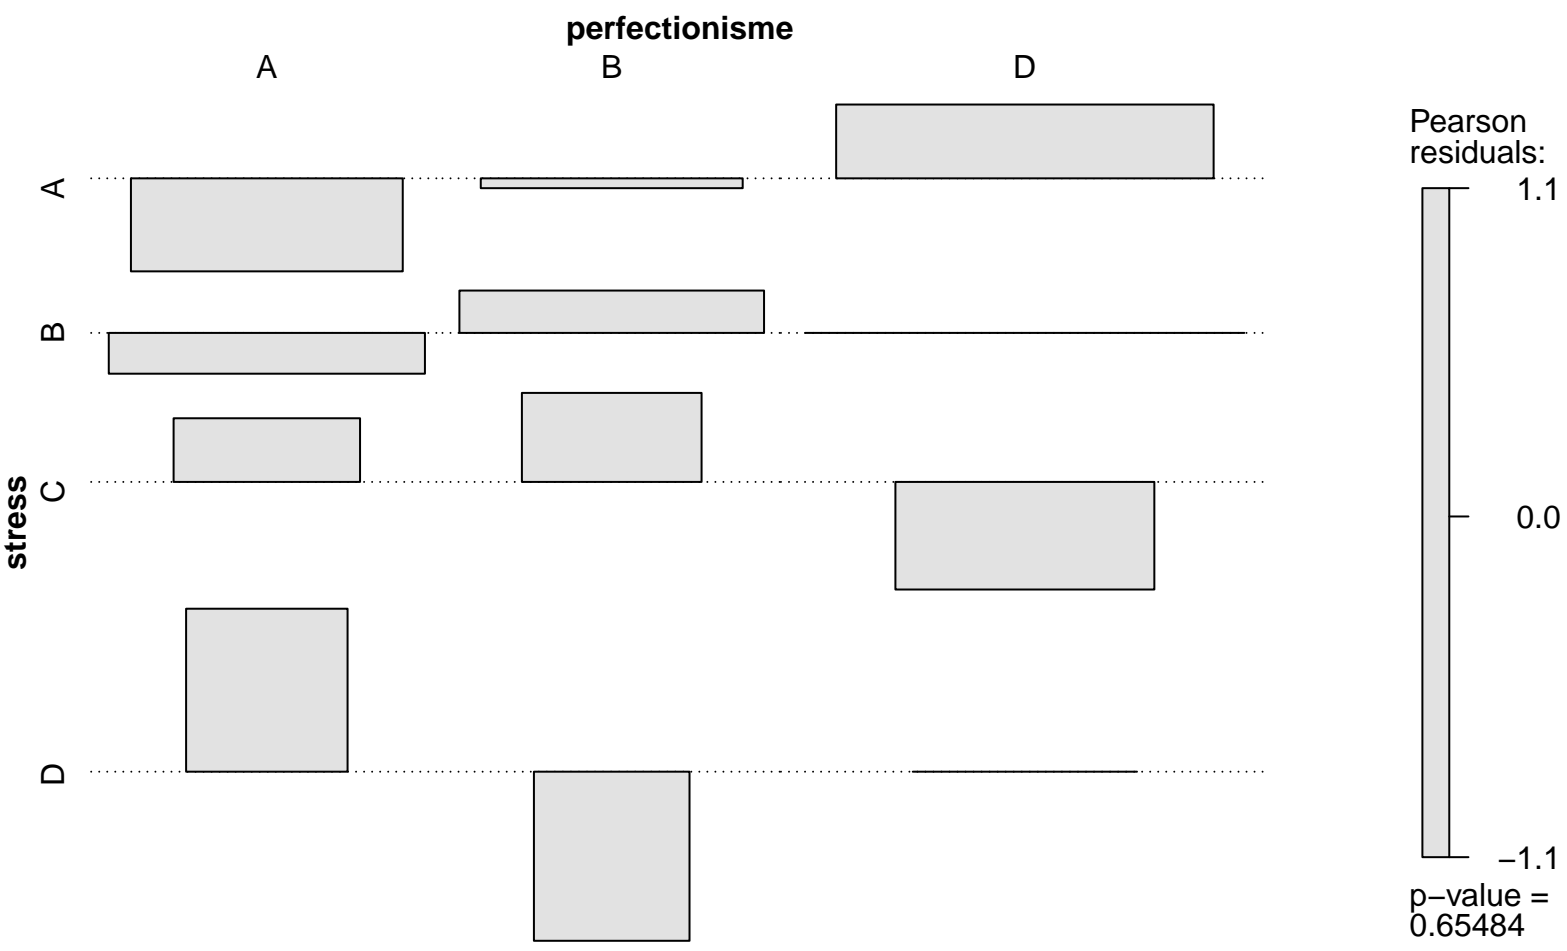 perfectionisme
A B D
Pearson
residuals:
A
1.1
B
stress
C
0.0
D
−1.1
p−value =
0.65484